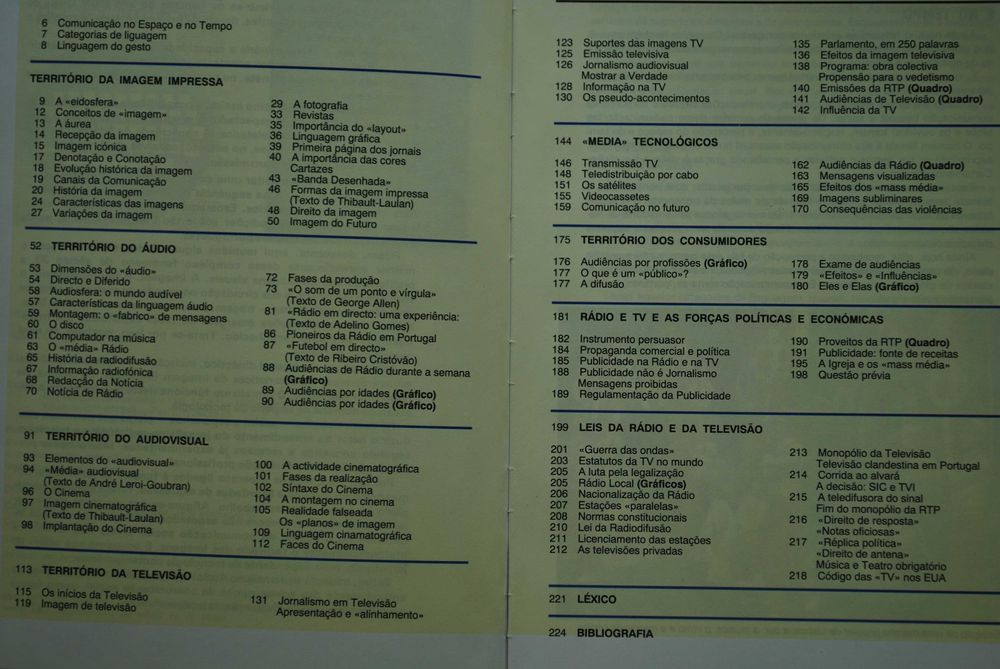 6 Comunicação no Espaço e no Tempo
7 Categorias de liguagem
8 Linguagem do gesto
TERRITÓRIO DA IMAGEM IMPRESSA
9 A «eidosfera»
12 Conceitos de «imagem»
13 A áurea
14 Recepção da imagem
15 Imagem icónica
17 Denotação e Conotação
18 Evolução histórica da imagem
19 Canais da Comunicação
20 História da imagem
24 Características das imagens
27 Variações da imagem
29 A fotografia
33 Revistas
35 Importância do «layout»
36 Linguagem gráfica
39 Primeira página dos jornais
40 A importância das cores
Cartazes
43 «Banda Desenhada»
46 Formas da imagem impressa
(Texto de Thibault-Laulan)
48 Direito da imagem
50 Imagem do Futuro
52 TERRITÓRIO DO ÁUDIO
53 Dimensões do «áudio»
54 Directo e Diferido
58 Audiosfera: o mundo audível
57 Características da linguagem áudio
59 Montagem: o «fabrico» de mensagens
60 O disco
61 Computador na música
63 O «média» Rádio
65 História da radiodifusão
67 Informação radiofónica
68 Redacção da Notícia
70 Notícia de Rádio
72 Fases da produção
73 «O som de um ponto e vírgula»
(Texto de George Allen)
81 «Rádio em directo: uma experiência:
(Texto de Adelino Gomes)
86 Pioneiros da Rádio em Portugal
87 «Futebol em directo»
(Texto de Ribeiro Cristóvão)
88 Audiências de Rádio durante a semana
(Gráfico)
89 Audiências por idades (Gráfico)
90 Audiências por idades (Gráfico)
91 TERRITÓRIO DO AUDIOVISUAL
93 Elementos do «audiovisual»
94 «Média» audiovisual
(Texto de André Leroi-Goubran)
96 O Cinema
97 Imagem cinematográfica
(Texto de Thibault-Laulan)
98 Implantação do Cinema
100 A actividade cinematográfica
101 Fases da realização
102 Sintaxe do Cinema
104 A montagem no cinema
105 Realidade falseada
Os «planos» de imagem
109 Linguagem cinamatográfica
112 Faces do Cinema
113 TERRITÓRIO DA TELEVISÃO
115 Os inícios da Televisão
119 Imagem de televisão
131 Jornalismo em Televisão
Apresentação e «alinhamento»
123 Suportes das imagens TV
125 Emissão televisiva
126 Jornalismo audiovisual
Mostrar a Verdade
128 Informação na TV
130 Os pseudo-acontecimentos
135 Parlamento, em 250 palavras
136 Efeitos da imagem televisiva
138 Programa: obra colectiva
Propensão para o vedetismo
140 Emissões da RTP (Quadro)
141 Audiências de Televisão (Quadro)
142 Influência da TV
144 «MEDIA» TECNOLÓGICOS
146 Transmissão TV
148 Teledistribuição por cabo
151 Os satélites
155 Videocassetes
159 Comunicação no futuro
162 Audiências da Rádio (Quadro)
163 Mensagens visualizadas
165 Efeitos dos «mass média»
169 Imagens subliminares
170 Consequências das violências
175 TERRITÓRIO DOS CONSUMIDORES
176 Audiências por profissões (Gráfico)
177 O que é um «público»?
177 A difusão
178 Exame de audiências
179 «Efeitos» e «Influências»
180 Eles e Elas (Gráfico)
181 RÁDIO E TV E AS FORÇAS POLÍTICAS E ECONÓMICAS
182 Instrumento persuasor
184 Propaganda comercial e política
185 Publicidade na Rádio e na TV
188 Publicidade não é Jornalismo
Mensagens proibidas
189 Regulamentação da Publicidade
190 Proveitos da RTP (Quadro)
191 Publicidade: fonte de receitas
195 A Igreja e os «mass média»
198 Questão prévia
199 LEIS DA RÁDIO E DA TELEVISÃO
201 «Guerra das ondas»
203 Estatutos da TV no mundo
205 A luta pela legalização
205 Rádio Local (Gráficos)
206 Nacionalização da Rádio
207 Estações «paralelas»
208 Normas constitucionais
210 Lei da Radiodifusão
211 Licenciamento das estações
212 As televisões privadas
213 Monopólio da Televisão
Televisão clandestina em Portugal
214 Corrida ao alvará
A decisão: SIC e TVI
215 A teledifusora do sinal
Fim do monopólio da RTP
216 «Direito de resposta»
«Notas oficiosas»
217 «Réplica política»
«Direito de antena»
Música e Teatro obrigatório
218 Código das «TV» nos EUA
221 LÉXICO
224 BIBLIOGRAFIA